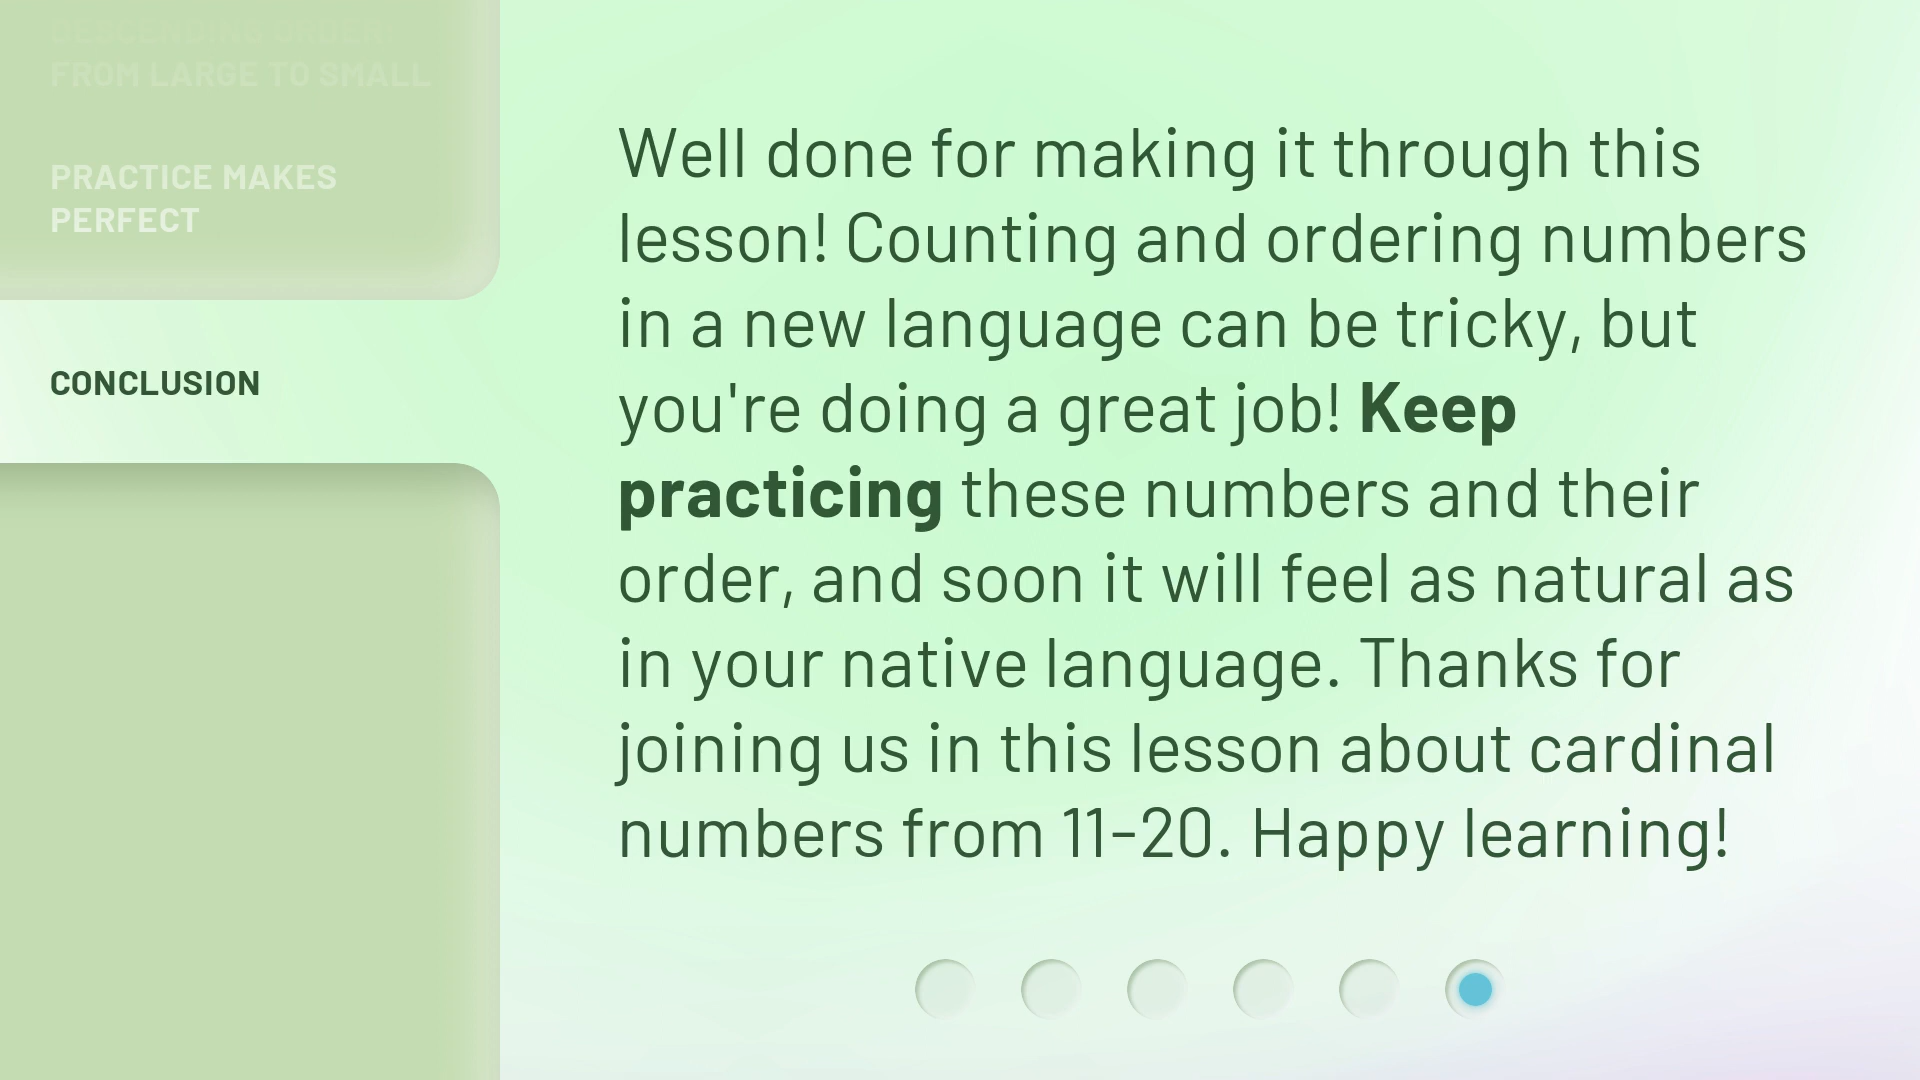 DESCENDING ORDER:
FROM LARGE TO SMALL
PRACTICE MAKES
PERFECT
CONCLUSION
Well done for making it through this
lesson! Counting and ordering numbers
in a new language can be tricky, but
you're doing a great job! Keep
practicing these numbers and their
order, and soon it will feel as natural as
in your native language. Thanks for
joining us in this lesson about cardinal
numbers from 11-20. Happy learning!